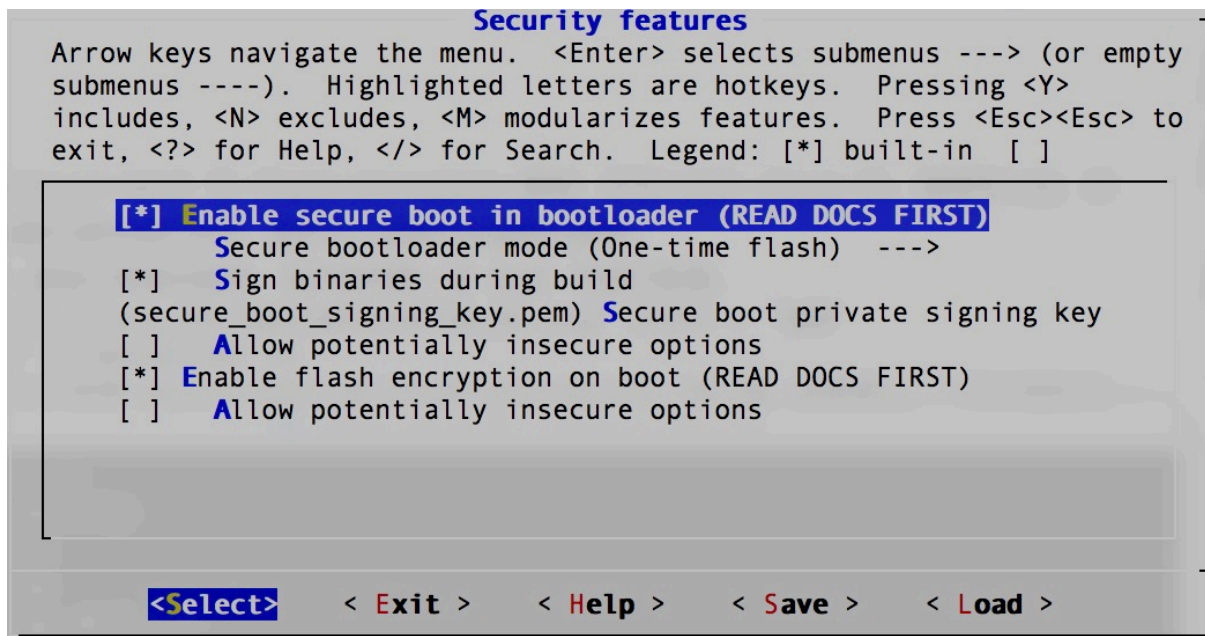 Security features
Arrow keys navigate the menu.  <Enter> selects submenus ---> (or empty
submenus ----).  Highlighted letters are hotkeys.  Pressing <Y>
includes, <N> excludes, <M> modularizes features.  Press <Esc><Esc> to
exit, <?> for Help, </> for Search.  Legend: [*] built-in  [ ]
[*] Enable secure boot in bootloader (READ DOCS FIRST)
Secure bootloader mode (One-time flash)  --->
[*]   Sign binaries during build
(secure_boot_signing_key.pem) Secure boot private signing key
[ ]   Allow potentially insecure options
[*] Enable flash encryption on boot (READ DOCS FIRST)
[ ]   Allow potentially insecure options
<Select>    < Exit >    < Help >    < Save >    < Load >